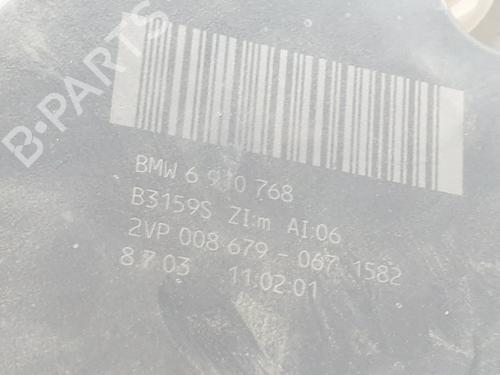 B-PARTS
BMW 6 910 768
B3159S ZI:m AI:06
2VP 008 679 - 067 1582
8.7.03 11:02:01